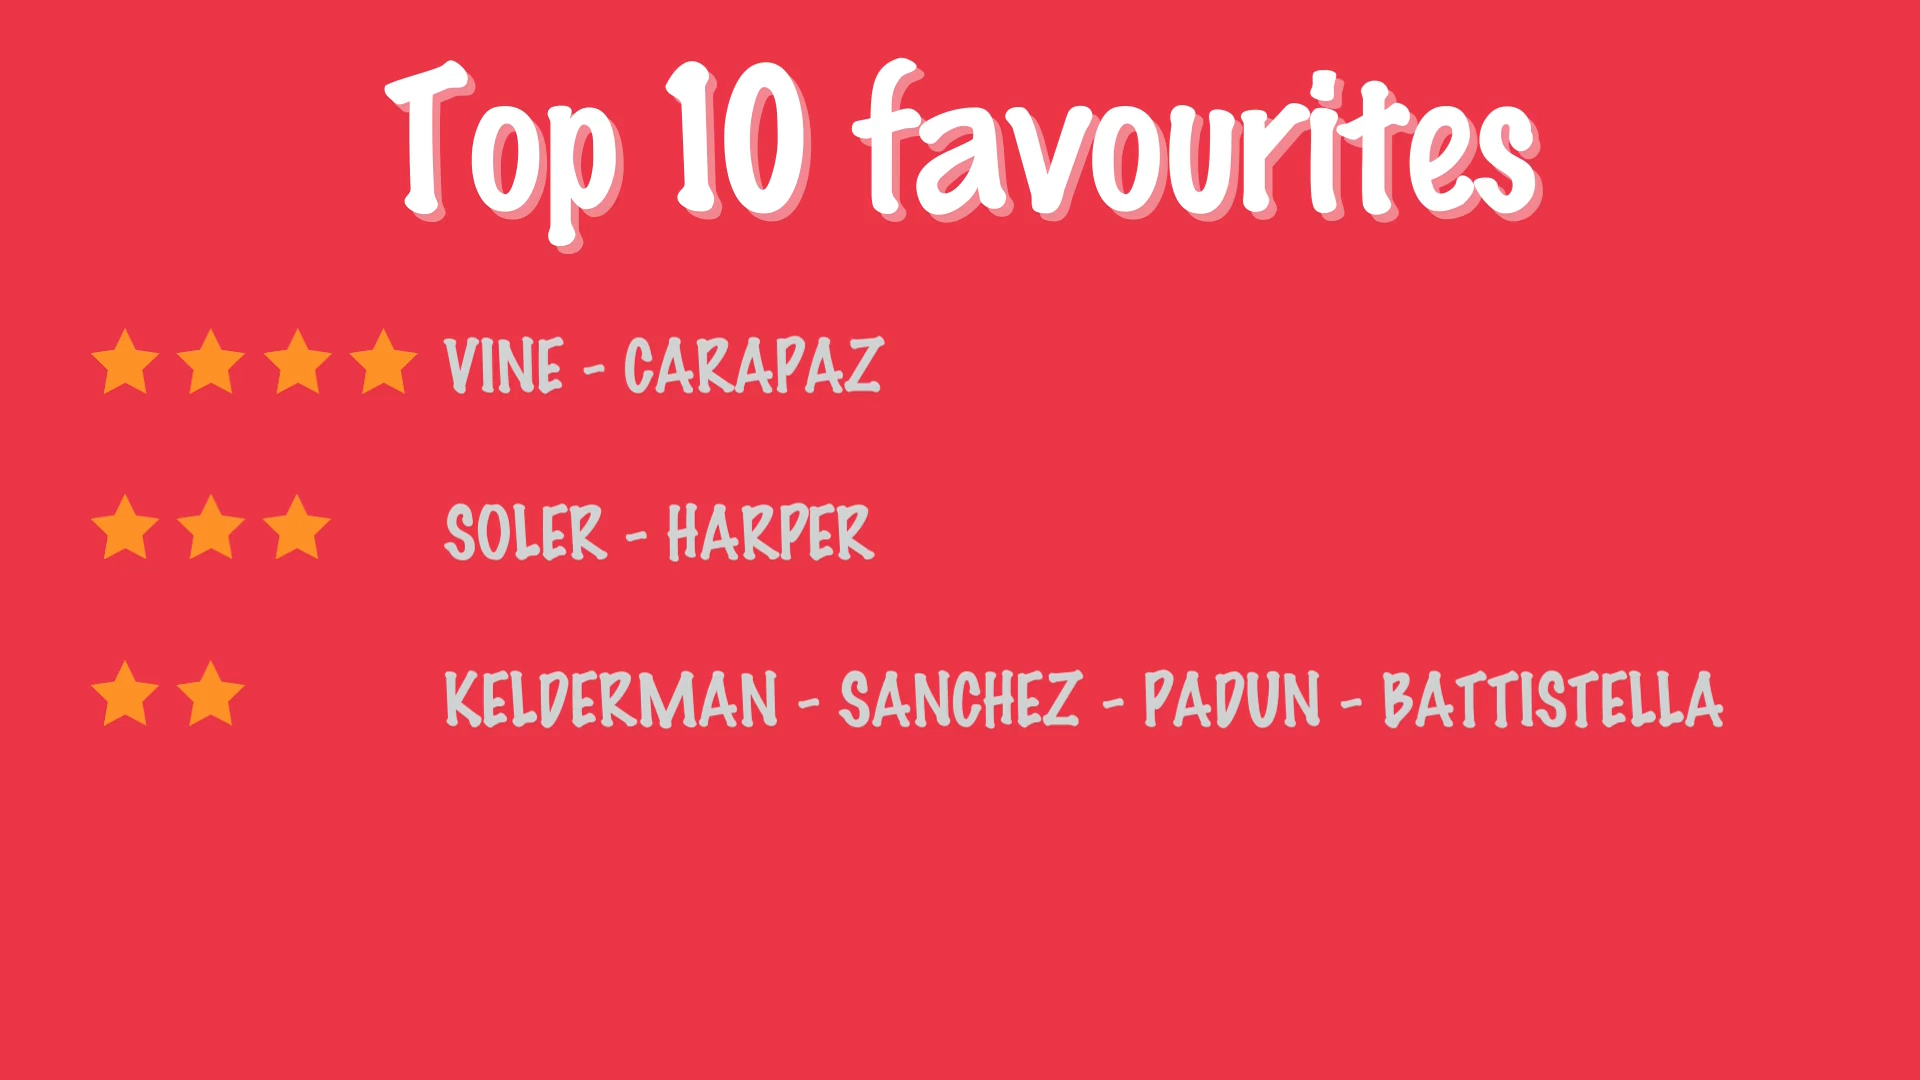 Top 10 favourites
VINE - CARAPAZ
SOLER - HARPER
KELDERMAN - SANCHEZ - PADUN - BATTISTELLA